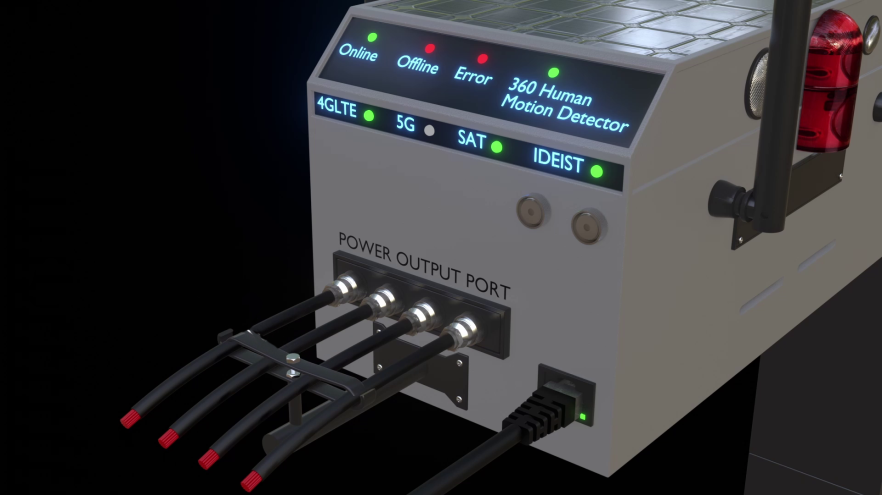 Online
Offline
Error
360 Human
Motion Detector
4GLTE
5G
SAT
IDEIST
POWER OUTPUT PORT